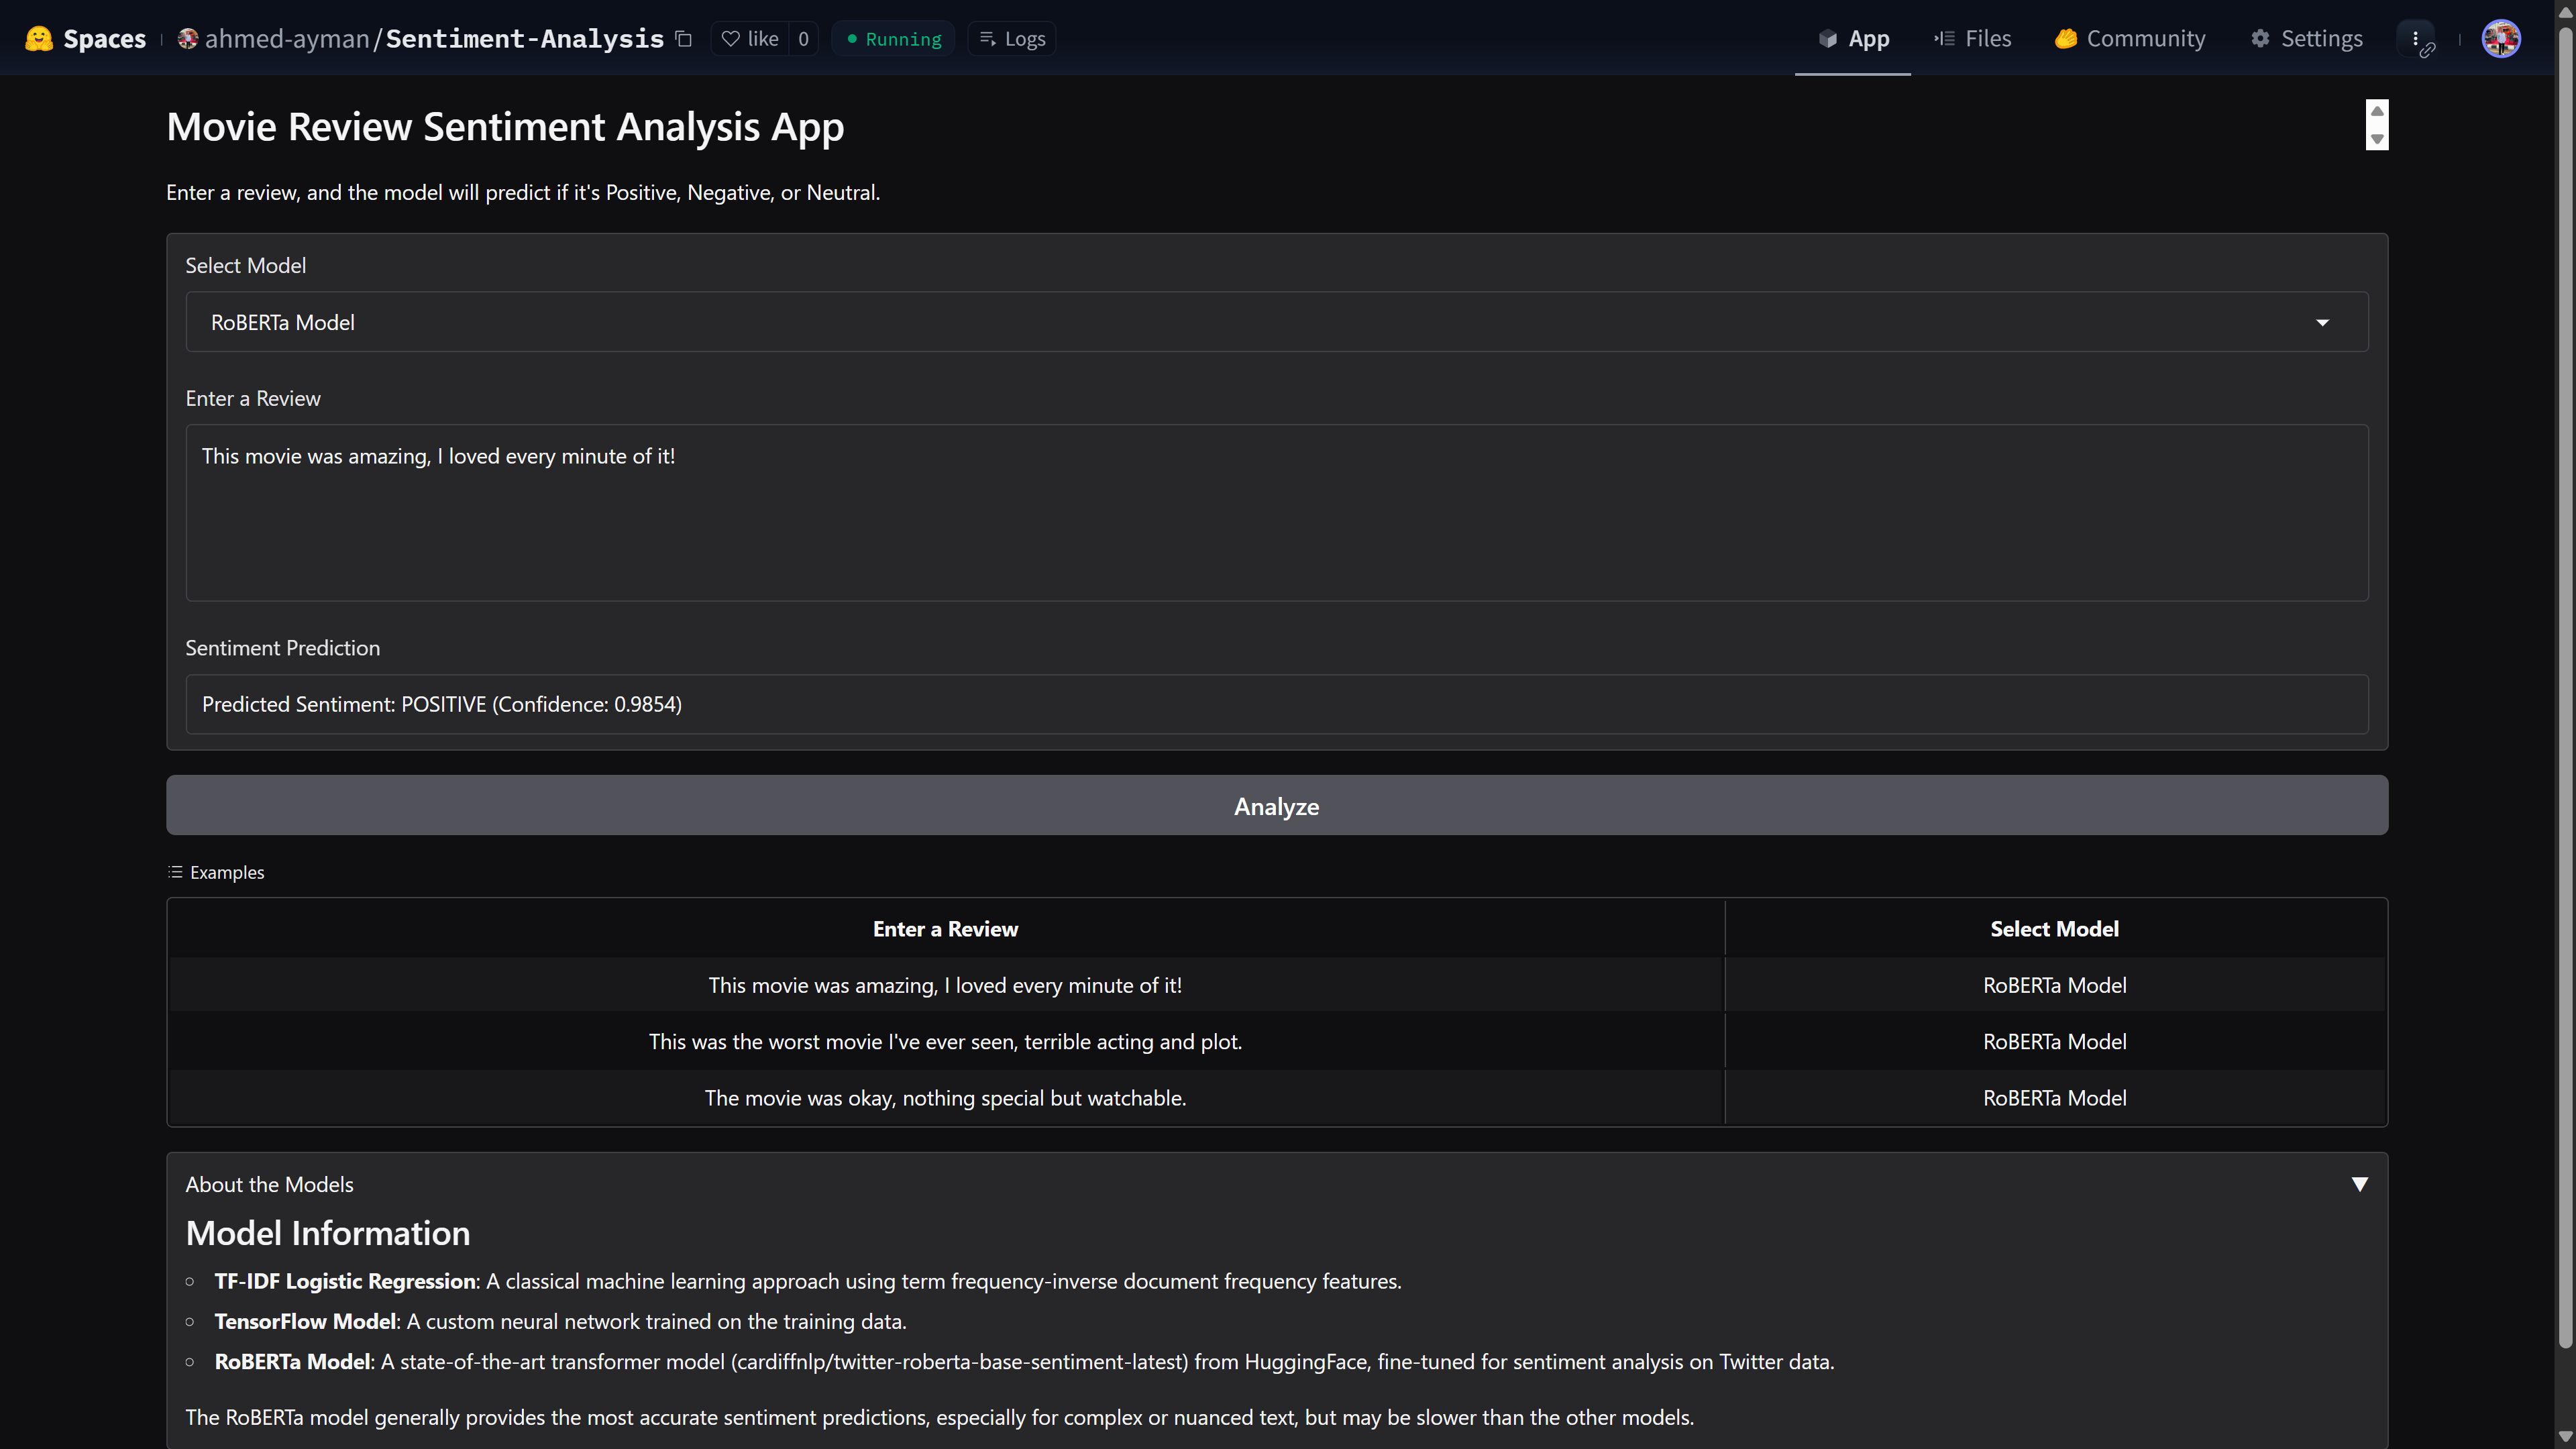 Spaces ahmed-ayman/Sentiment-Analysis like 0 Running Logs App Files Community Settings
Movie Review Sentiment Analysis App
Enter a review, and the model will predict if it's Positive, Negative, or Neutral.
Select Model
RoBERTa Model
Enter a Review
This movie was amazing, I loved every minute of it!
Sentiment Prediction
Predicted Sentiment: POSITIVE (Confidence: 0.9854)
Analyze
Examples
Enter a Review Select Model
This movie was amazing, I loved every minute of it! RoBERTa Model
This was the worst movie I've ever seen, terrible acting and plot. RoBERTa Model
The movie was okay, nothing special but watchable. RoBERTa Model
About the Models
Model Information
TF-IDF Logistic Regression: A classical machine learning approach using term frequency-inverse document frequency features.
TensorFlow Model: A custom neural network trained on the training data.
RoBERTa Model: A state-of-the-art transformer model (cardiffnlp/twitter-roberta-base-sentiment-latest) from HuggingFace, fine-tuned for sentiment analysis on Twitter data.
The RoBERTa model generally provides the most accurate sentiment predictions, especially for complex or nuanced text, but may be slower than the other models.